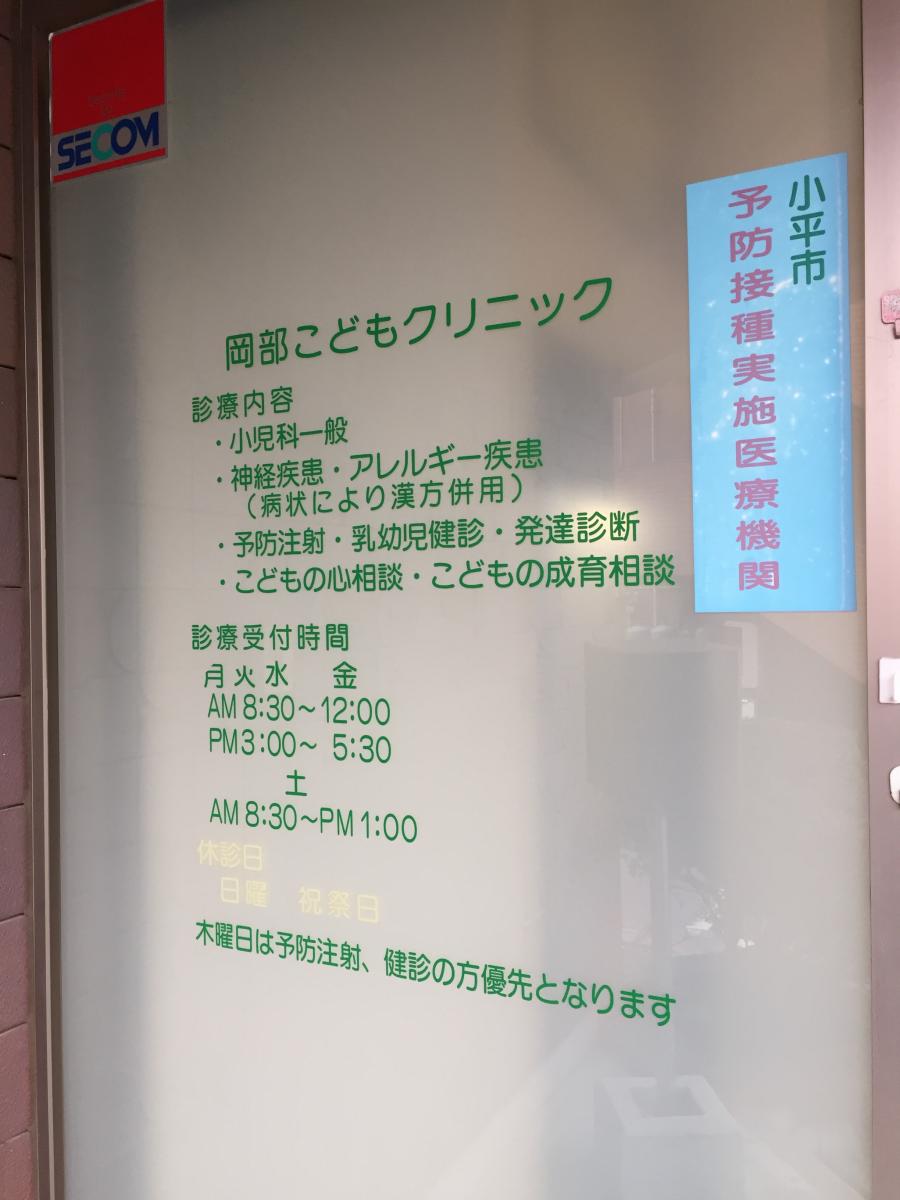 SECOM
小平市
予防接種実施医療機関
岡部こどもクリニック
診療内容
・小児科一般
・神経疾患・アレルギー疾患
（病状により漢方併用）
・予防注射・乳幼児健診・発達診断
・こどもの心相談・こどもの成育相談
診療受付時間
月火水　金
AM 8:30〜12:00
PM 3:00〜 5:30
土
AM 8:30〜PM 1:00
休診日
日曜　祝祭日
木曜日は予防注射、健診の方優先となります